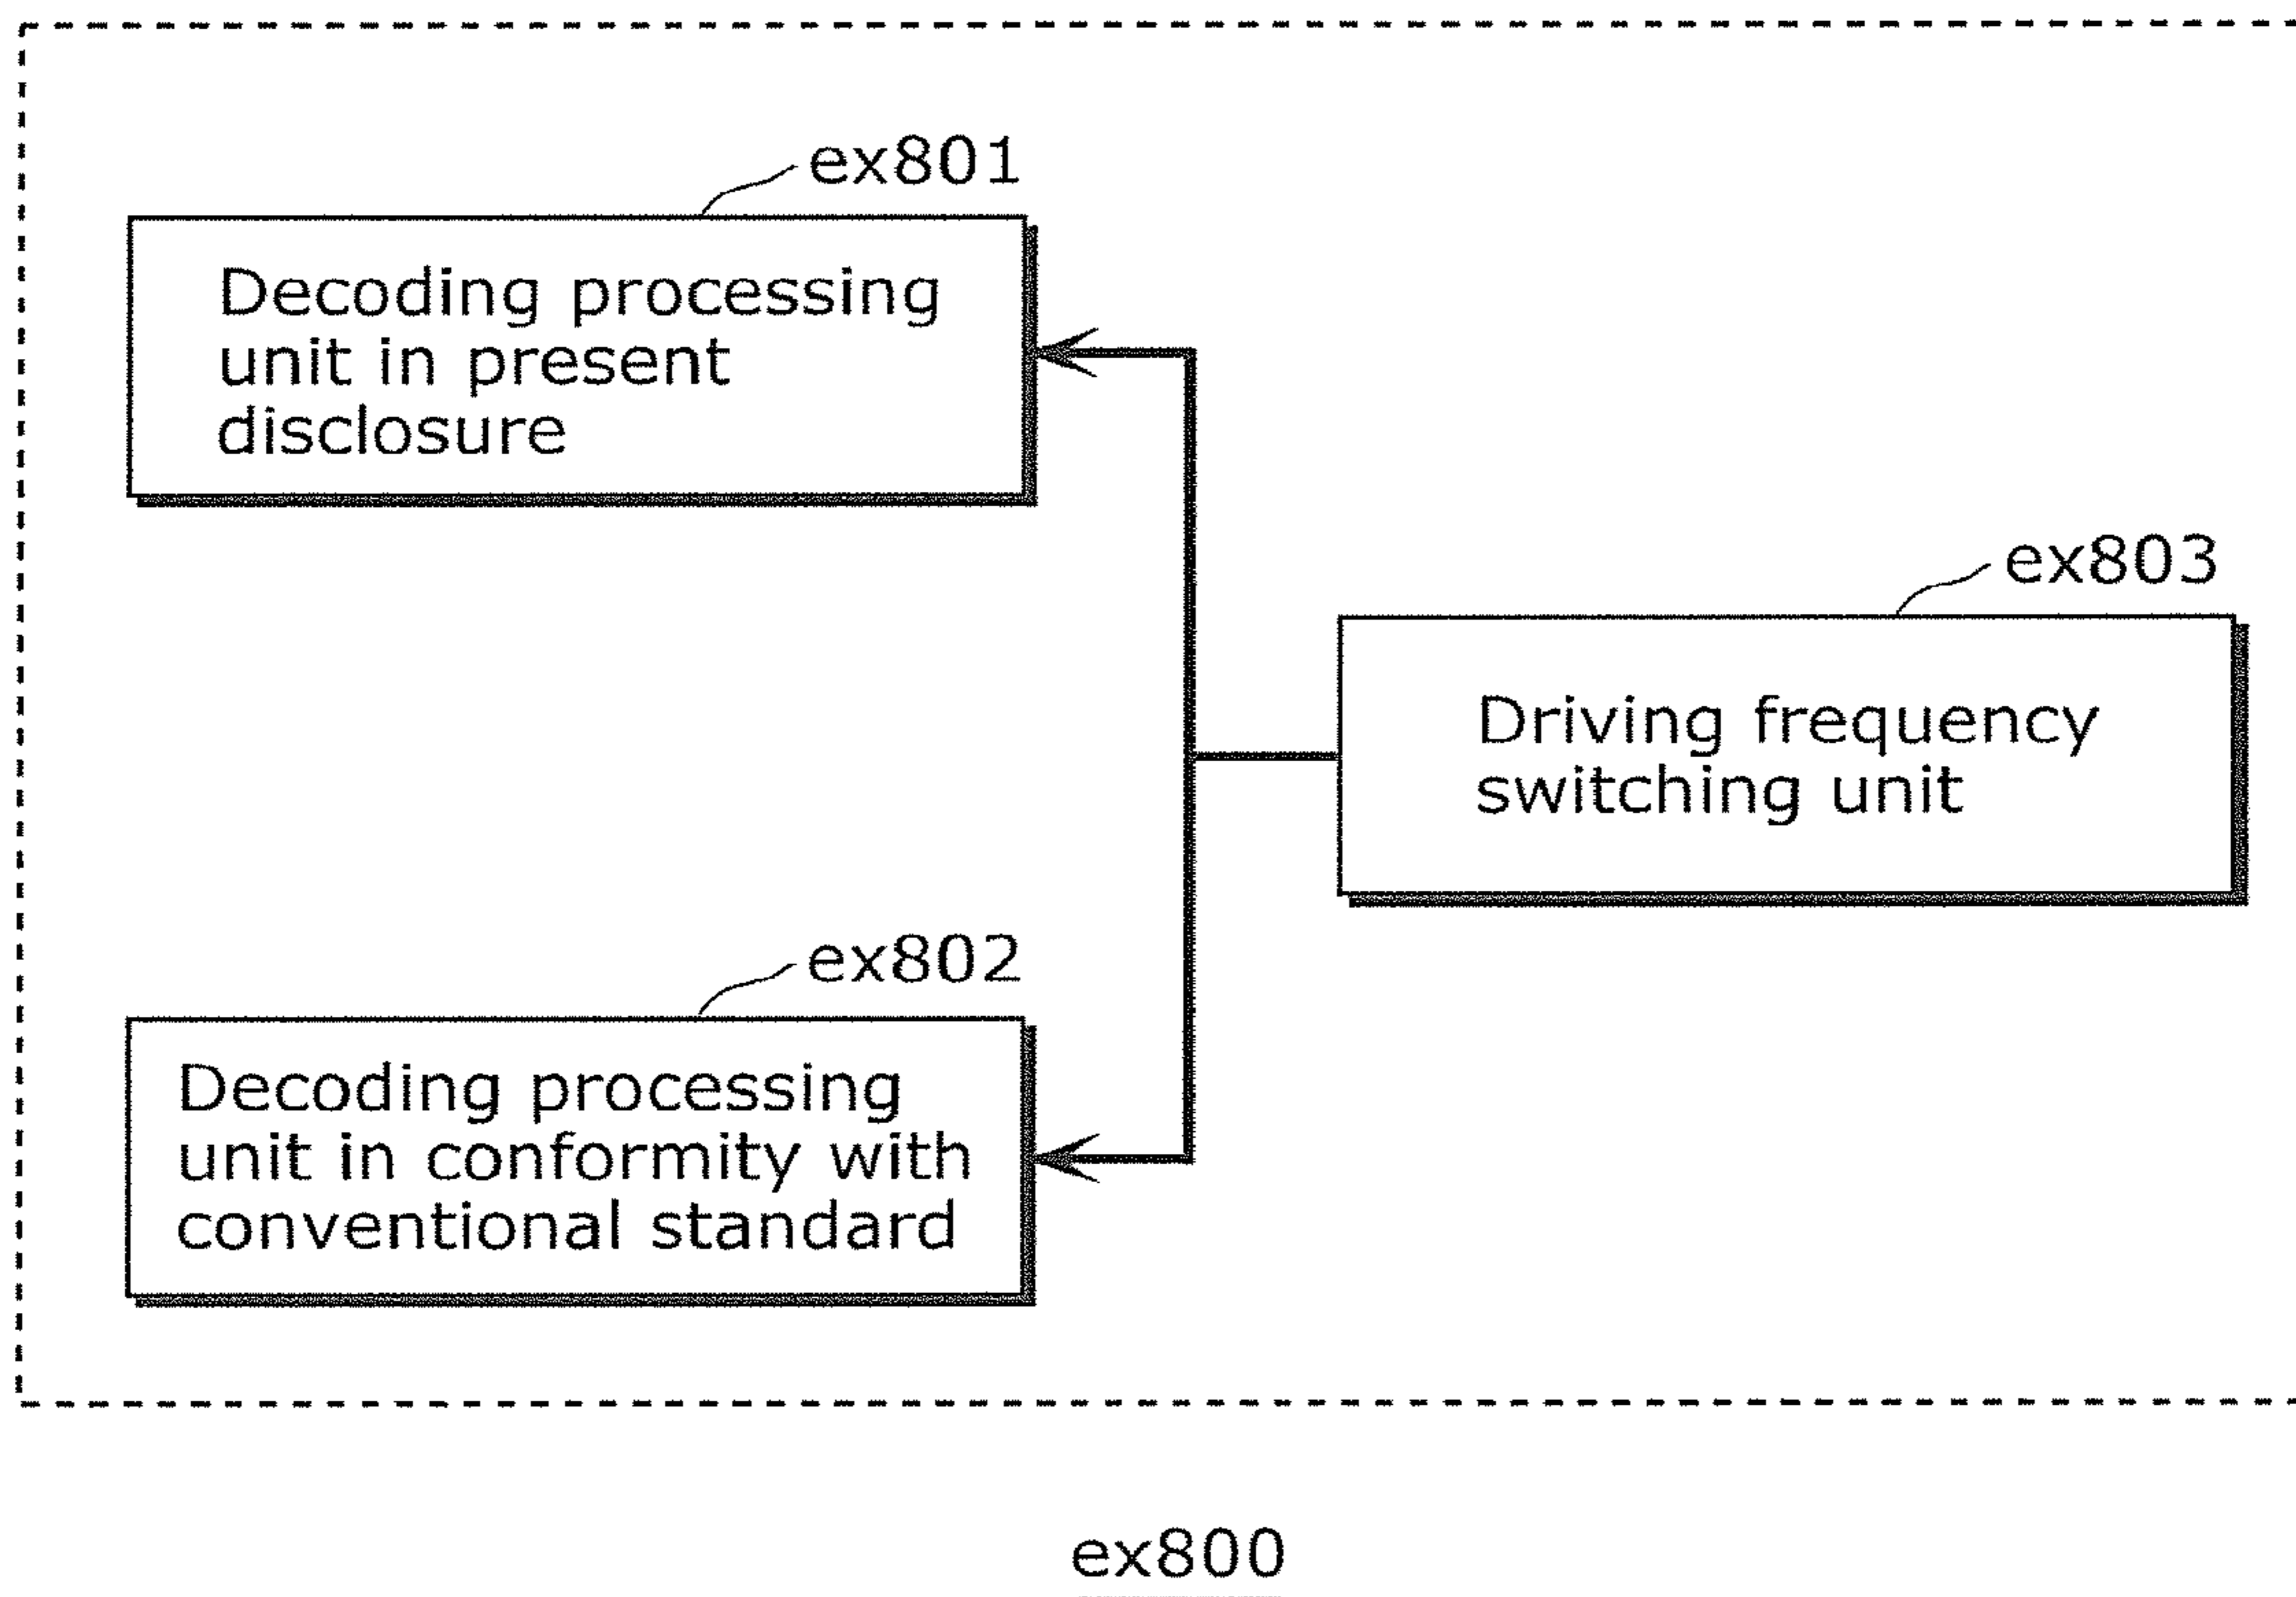 ex801
Decoding processing
unit in present
disclosure
ex803
Driving frequency
switching unit
ex802
Decoding processing
unit in conformity with
conventional standard
ex800